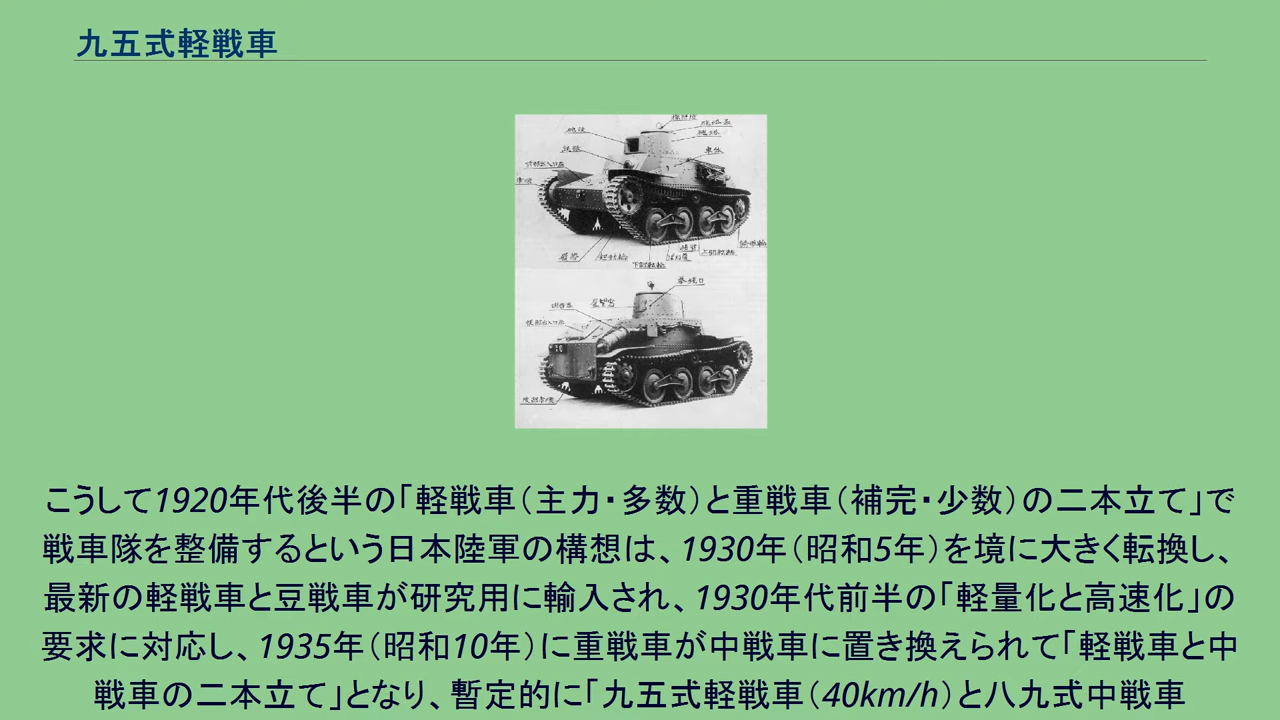 九五式軽戦車
車体
こうして1920年代後半の「軽戦車（主力・多数）と重戦車（補完・少数）の二本立て」で
戦車隊を整備するという日本陸軍の構想は、1930年（昭和5年）を境に大きく転換し、
最新の軽戦車と豆戦車が研究用に輸入され、1930年代前半の「軽量化と高速化」の
要求に対応し、1935年（昭和10年）に重戦車が中戦車に置き換えられて「軽戦車と中
戦車の二本立て」となり、暫定的に「九五式軽戦車（40km/h）と八九式中戦車